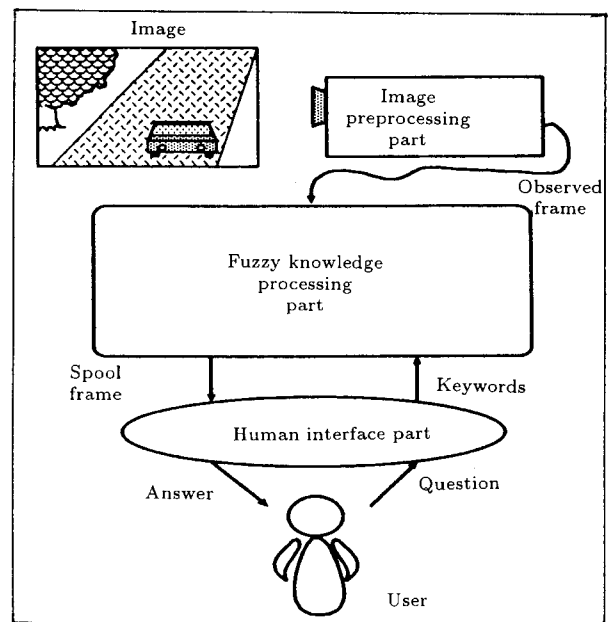 Image
Image
preprocessing
part
Observed
frame
Fuzzy knowledge
processing
part
Spool
frame
Keywords
Human interface part
Answer
Question
User